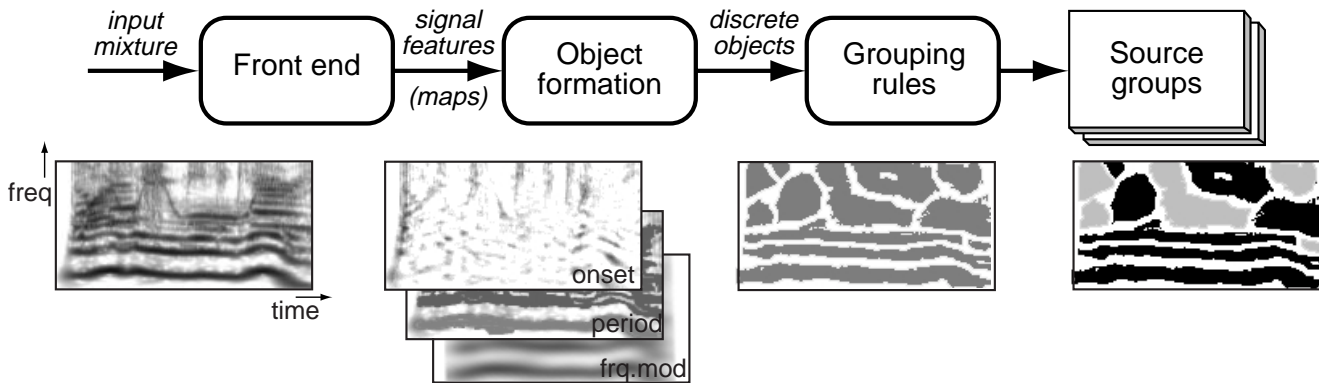 input
mixture
Front end
signal
features
(maps)
Object
formation
discrete
objects
Grouping
rules
Source
groups
freq
time
onset
period
frq.mod